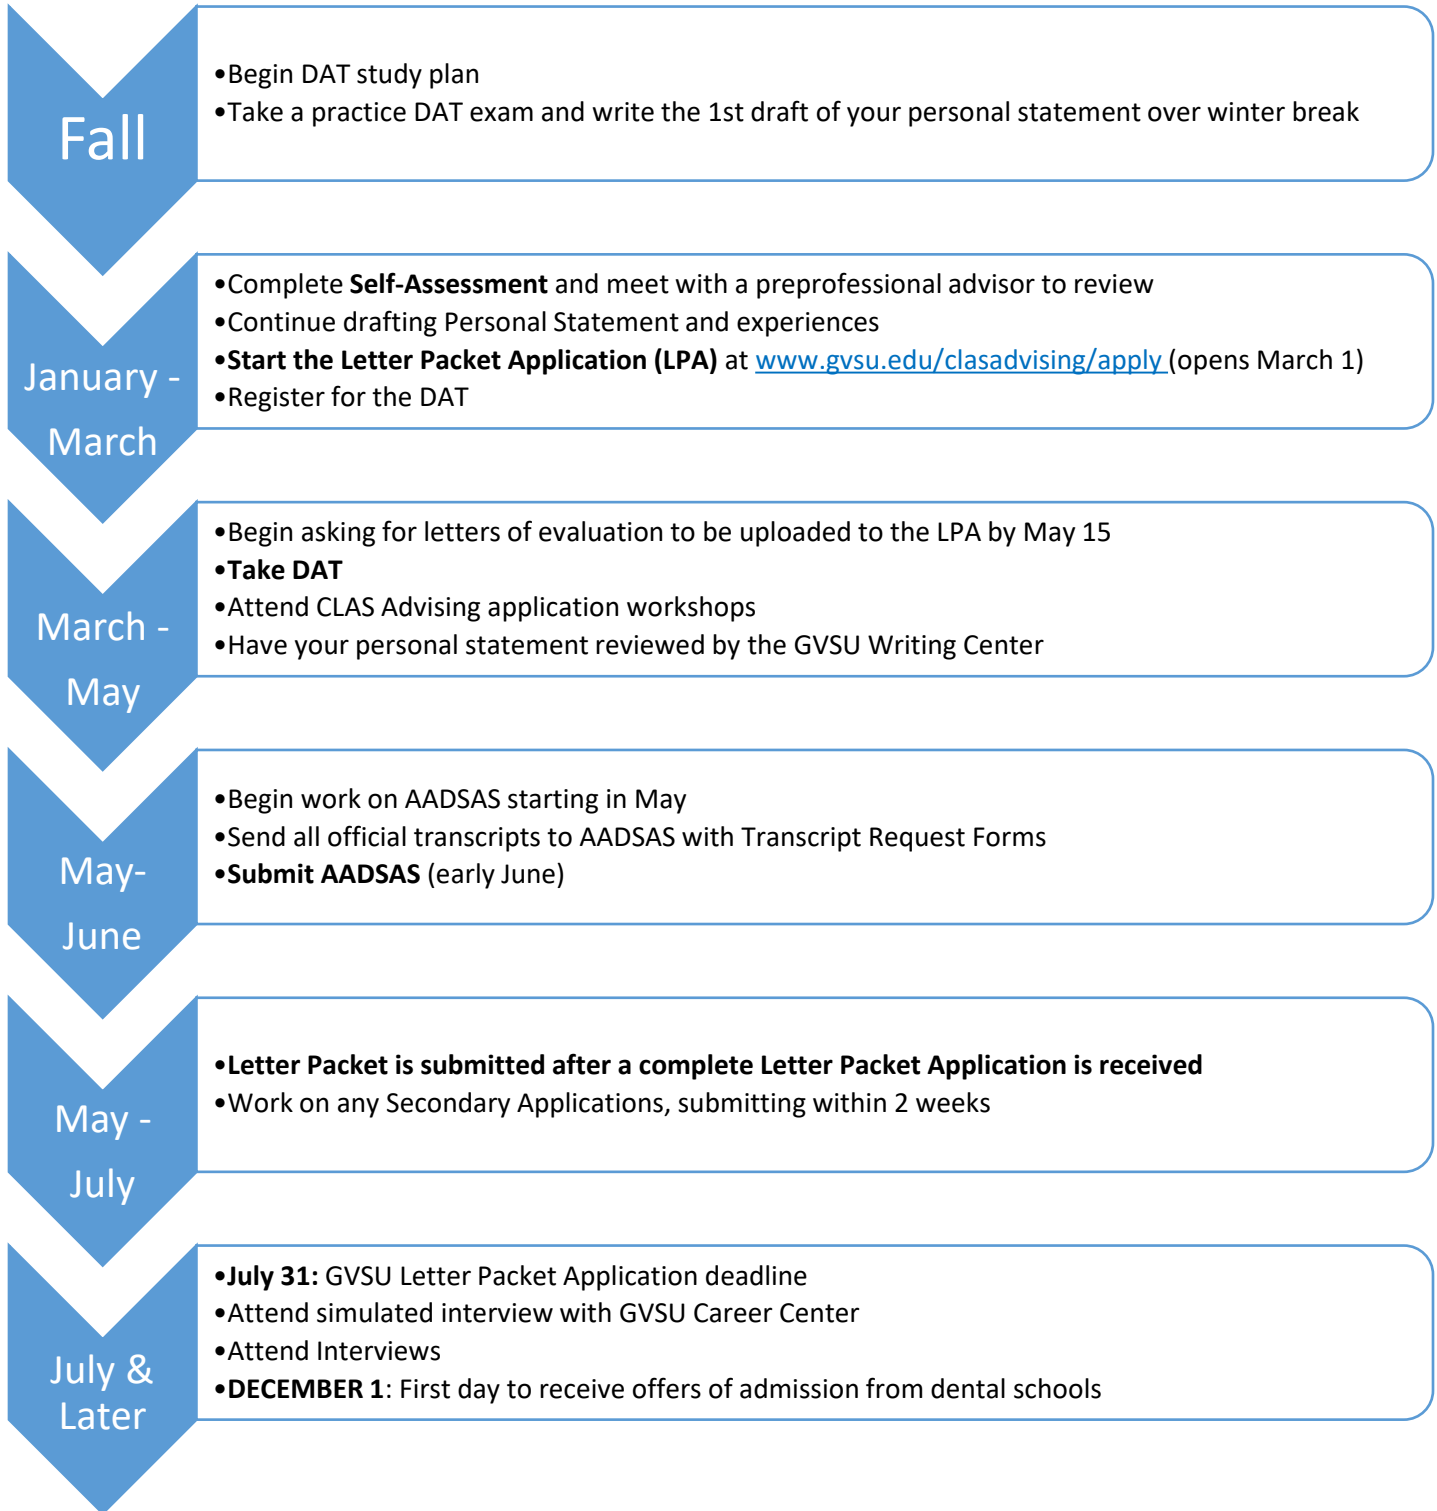 Fall
•Begin DAT study plan
•Take a practice DAT exam and write the 1st draft of your personal statement over winter break
January -
March
•Complete Self-Assessment and meet with a preprofessional advisor to review
•Continue drafting Personal Statement and experiences
•Start the Letter Packet Application (LPA) at www.gvsu.edu/clasadvising/apply (opens March 1)
•Register for the DAT
March -
May
•Begin asking for letters of evaluation to be uploaded to the LPA by May 15
•Take DAT
•Attend CLAS Advising application workshops
•Have your personal statement reviewed by the GVSU Writing Center
May-
June
•Begin work on AADSAS starting in May
•Send all official transcripts to AADSAS with Transcript Request Forms
•Submit AADSAS (early June)
May -
July
•Letter Packet is submitted after a complete Letter Packet Application is received
•Work on any Secondary Applications, submitting within 2 weeks
July &
Later
•July 31: GVSU Letter Packet Application deadline
•Attend simulated interview with GVSU Career Center
•Attend Interviews
•DECEMBER 1: First day to receive offers of admission from dental schools